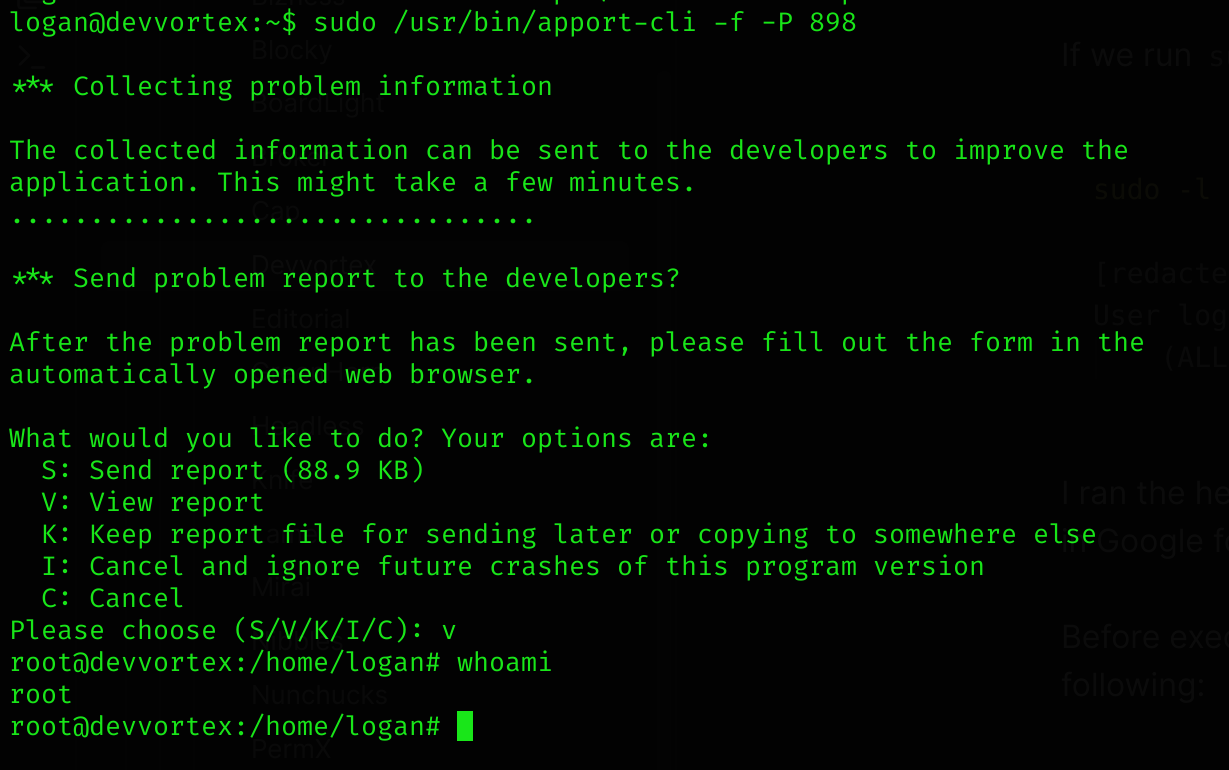 logan@devvortex:~$ sudo /usr/bin/apport-cli -f -P 898
*** Collecting problem information
The collected information can be sent to the developers to improve the
application. This might take a few minutes.
.................................
*** Send problem report to the developers?
After the problem report has been sent, please fill out the form in the
automatically opened web browser.
What would you like to do? Your options are:
S: Send report (88.9 KB)
V: View report
K: Keep report file for sending later or copying to somewhere else
I: Cancel and ignore future crashes of this program version
C: Cancel
Please choose (S/V/K/I/C): v
root@devvortex:/home/logan# whoami
root
root@devvortex:/home/logan#
Blocky
BoardLight
Cap
Devvortex
Editorial
Mirai
Nunchucks
PermX
If we run
sudo -l
[redacte
User log
(ALL
I ran the he
in Google f
Before exe
following: